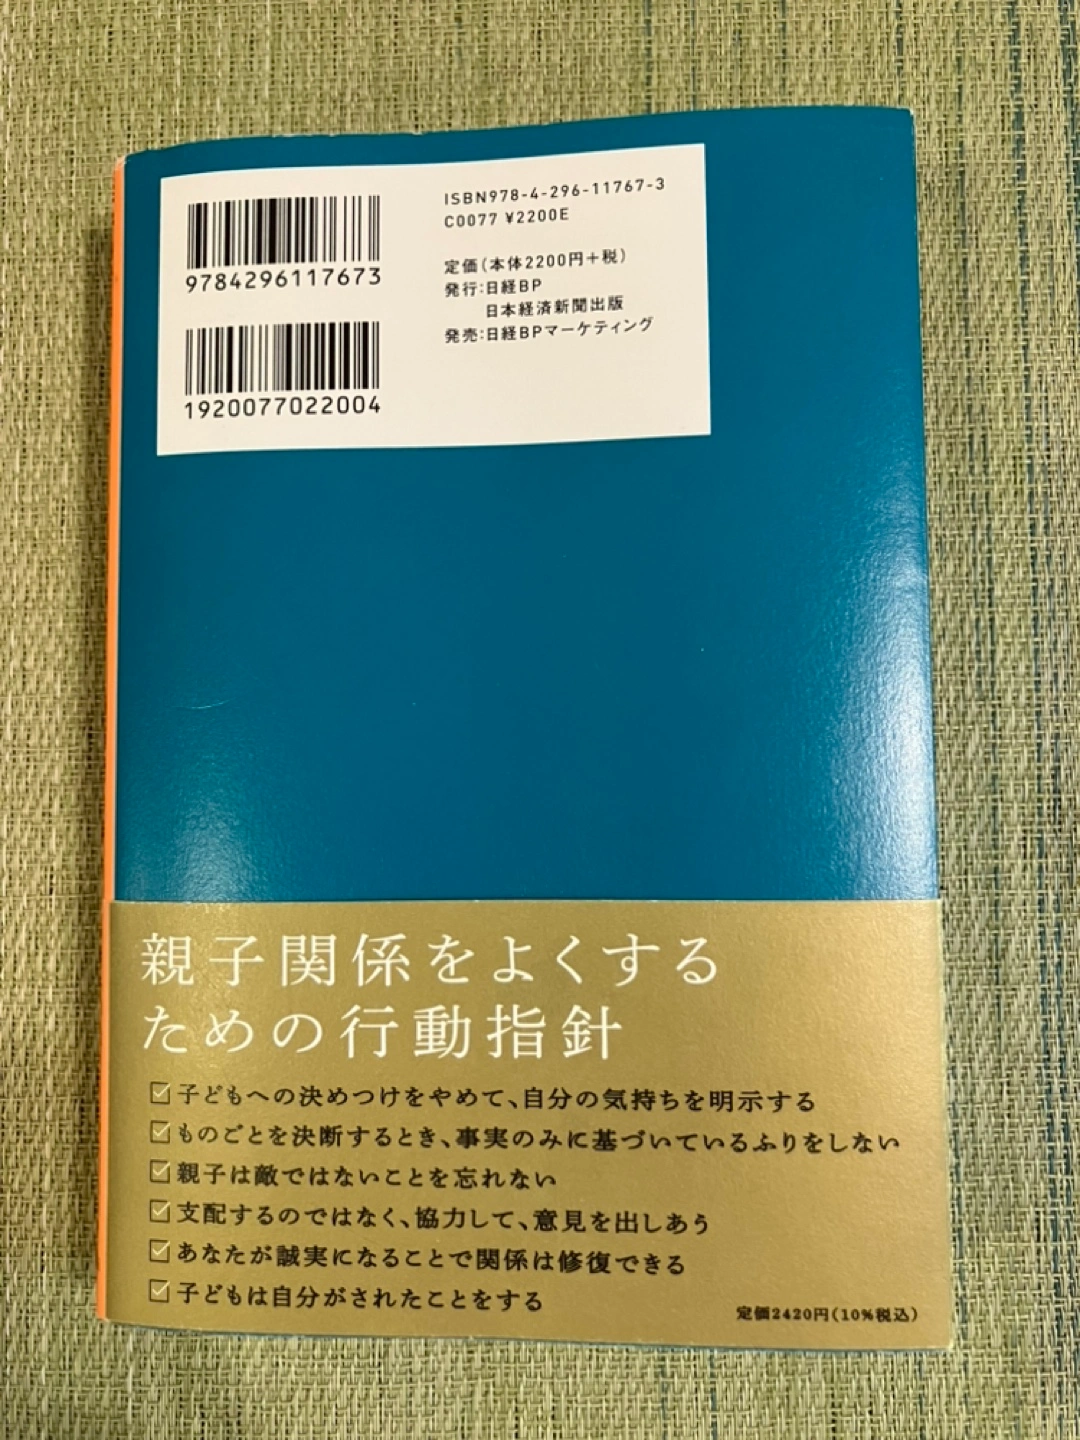 ISBN978-4-296-11767-3
C0077 ¥2200E
9784296117673
定価(本体2200円+税)
発行:日経BP
日本経済新聞出版
発売:日経BPマーケティング
1920077022004
親子関係をよくする
ための行動指針
☑子どもへの決めつけをやめて、自分の気持ちを明示する
☑ものごとを決断するとき、事実のみに基づいているふりをしない
☑親子は敵ではないことを忘れない
☑支配するのではなく、協力して、意見を出しあう
☑あなたが誠実になることで関係は修復できる
☑子どもは自分がされたことをする
定価2420円(10%税込)